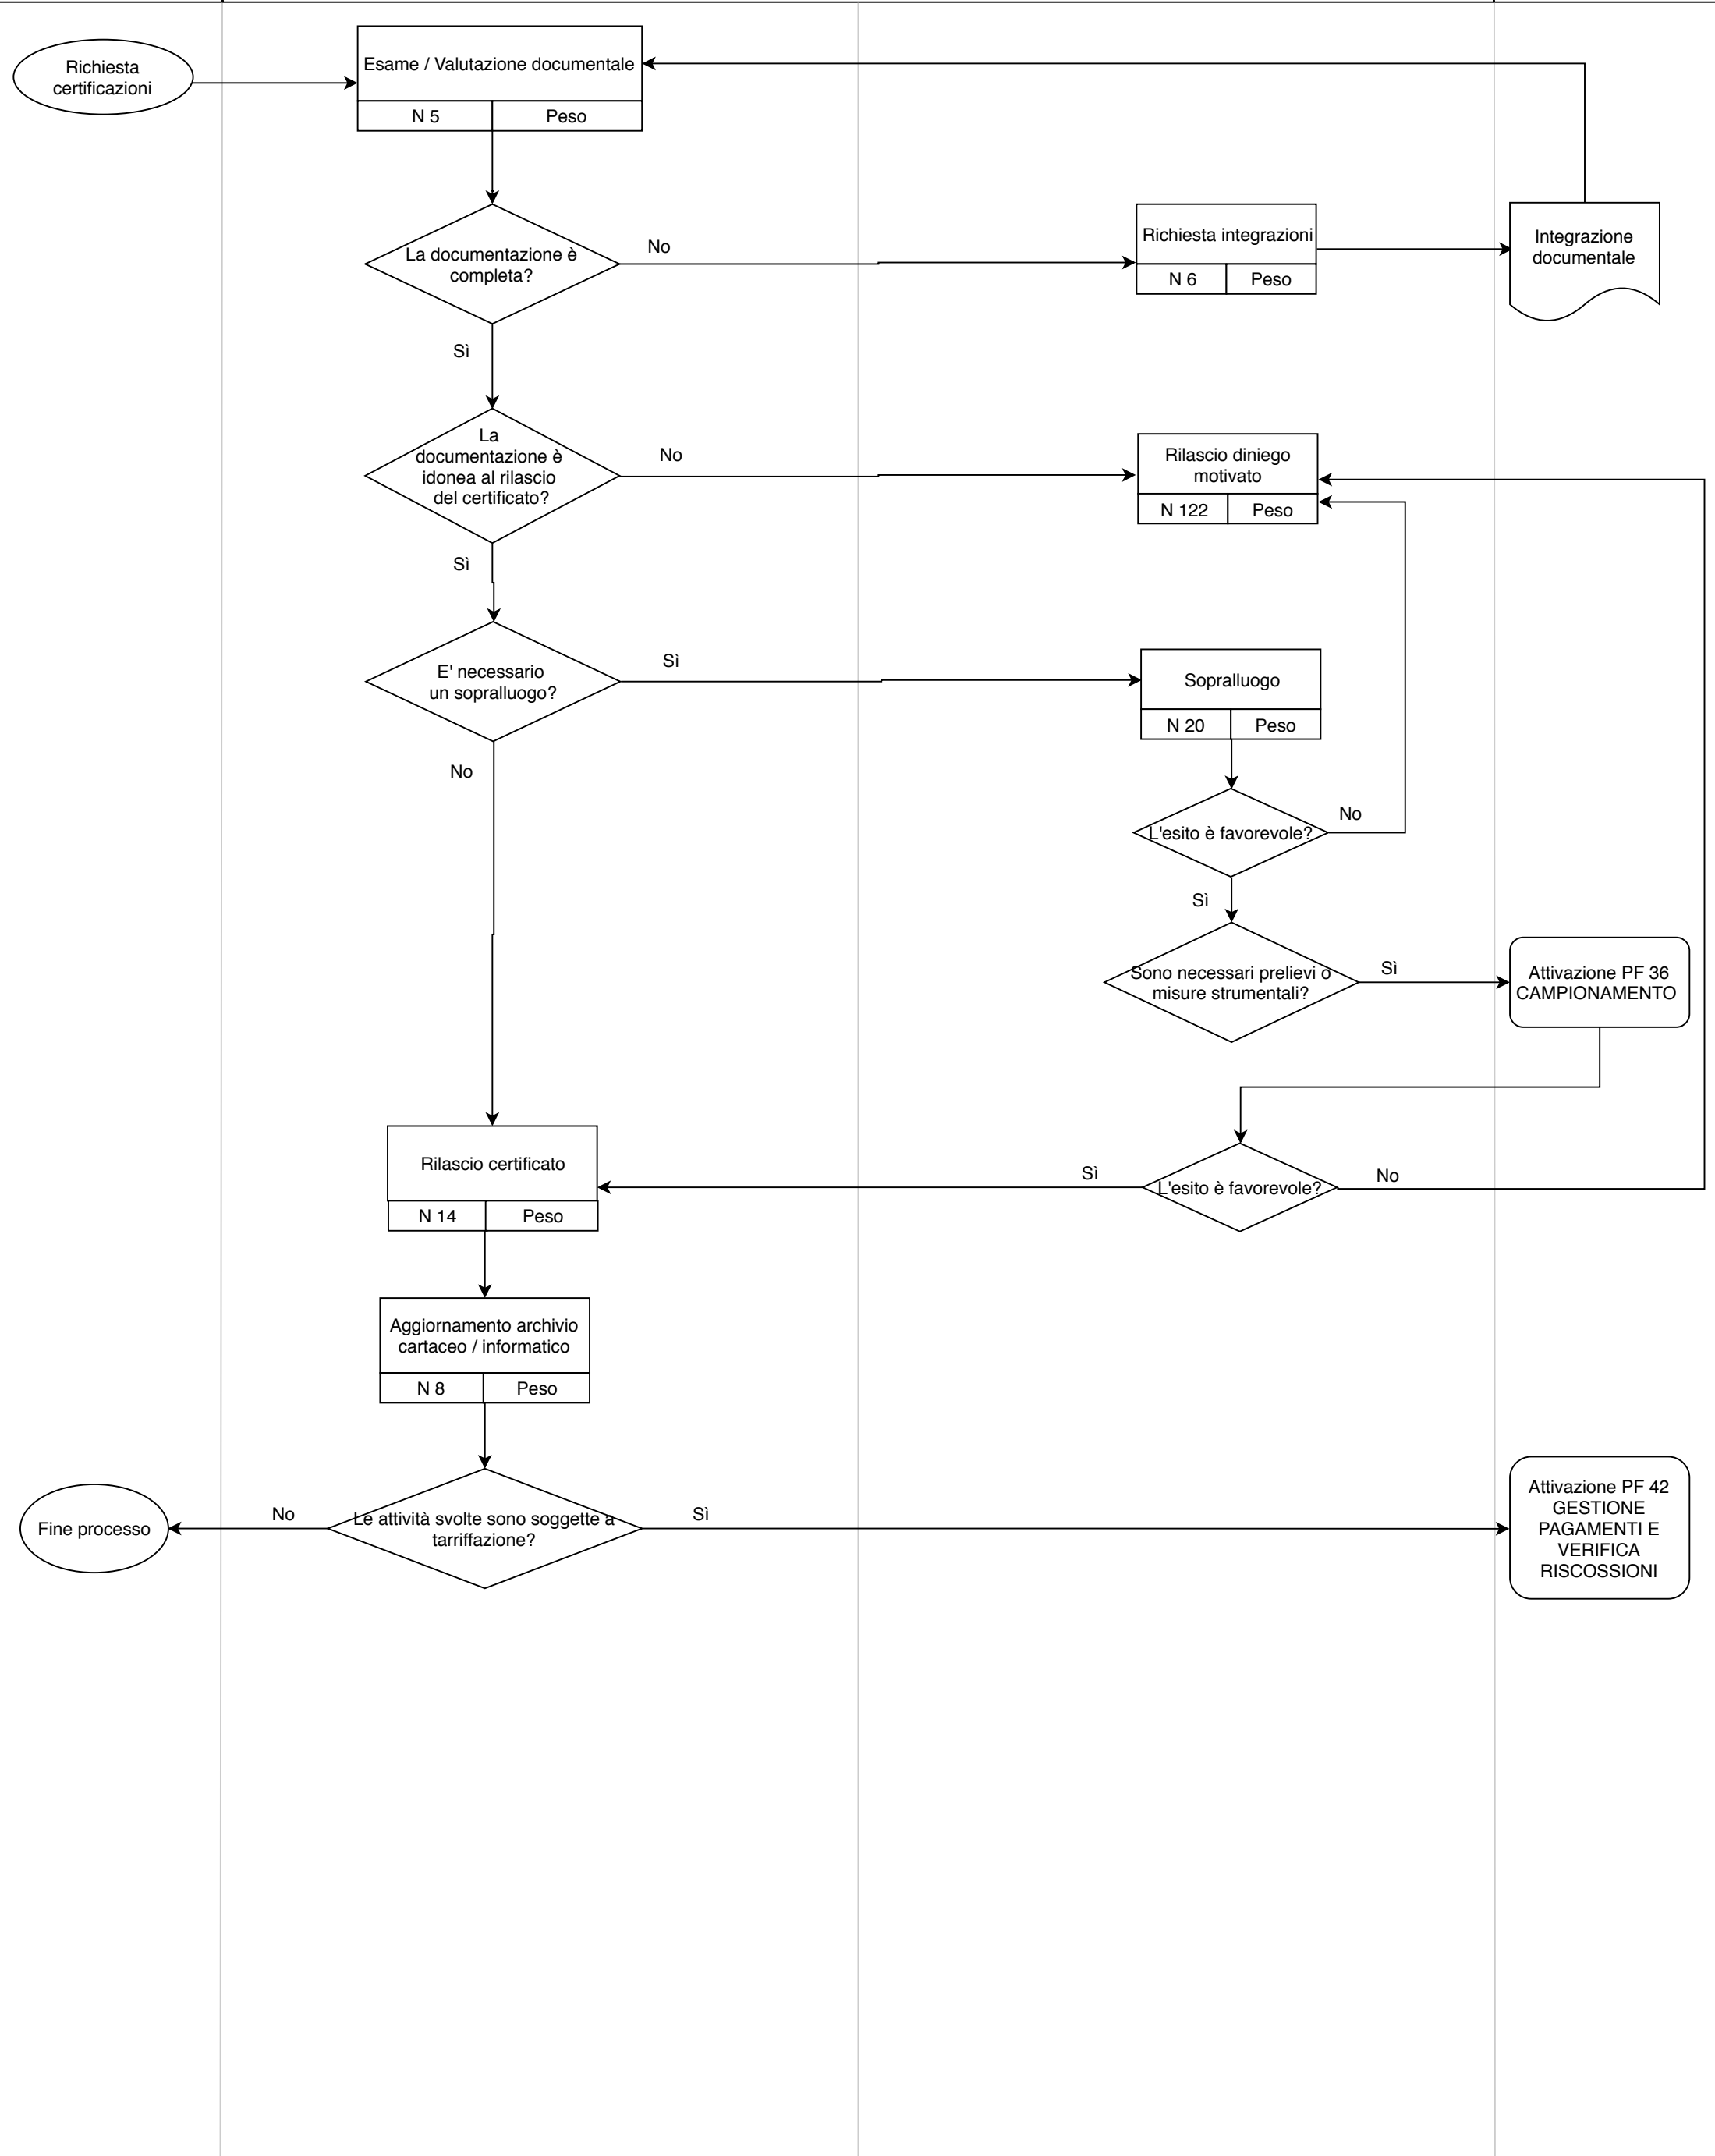 Richiesta
certificazioni
Esame / Valutazione documentale
N 5
Peso
La documentazione è
completa?
No
Richiesta integrazioni
N 6
Peso
Integrazione
documentale
Sì
La
documentazione è
idonea al rilascio
del certificato?
No
Rilascio diniego
motivato
N 122
Peso
Sì
E' necessario
un sopralluogo?
Sì
Sopralluogo
N 20
Peso
No
L'esito è favorevole?
No
Sì
Sono necessari prelievi o
misure strumentali?
Sì
Attivazione PF 36
CAMPIONAMENTO
Rilascio certificato
N 14
Peso
Sì
L'esito è favorevole?
No
Aggiornamento archivio
cartaceo / informatico
N 8
Peso
Fine processo
No
Le attività svolte sono soggette a
tarriffazione?
Sì
Attivazione PF 42
GESTIONE
PAGAMENTI E
VERIFICA
RISCOSSIONI